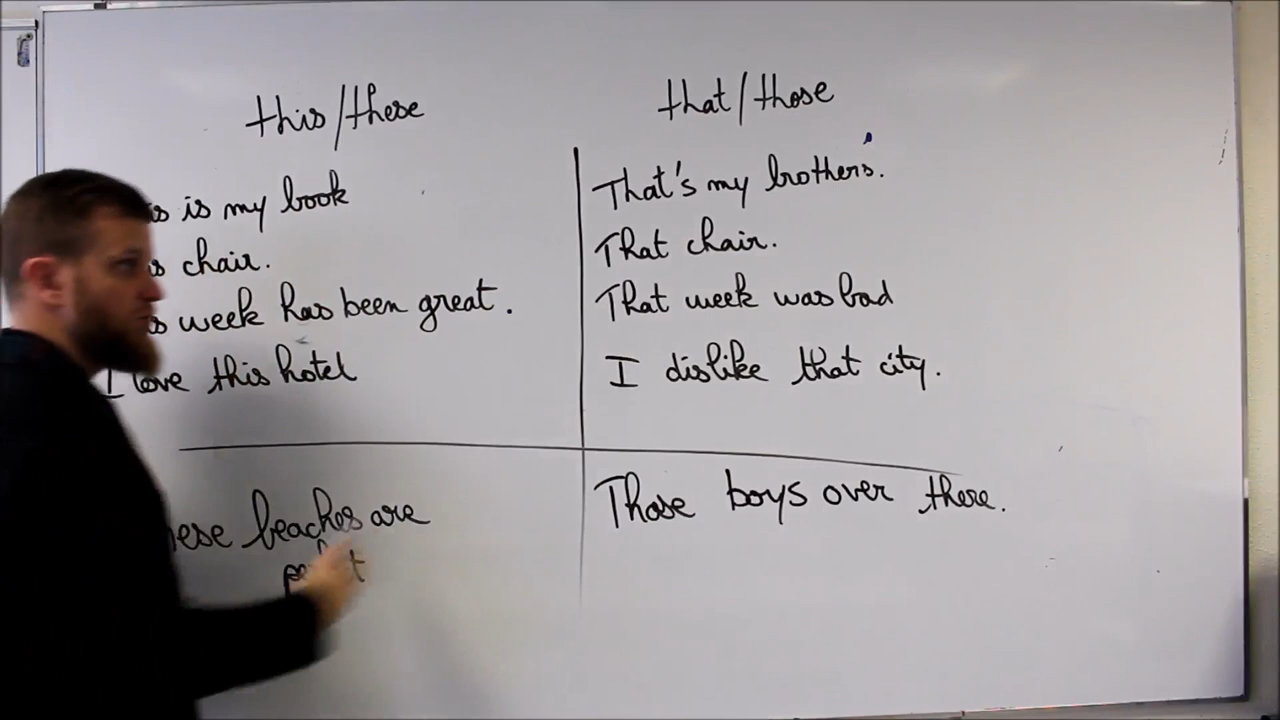 this/these
that/those
s is my book
s chair.
s week has been great.
I love this hotel
That's my brothers.
That chair.
That week was bad
I dislike that city.
ese beaches are
Those boys over there.